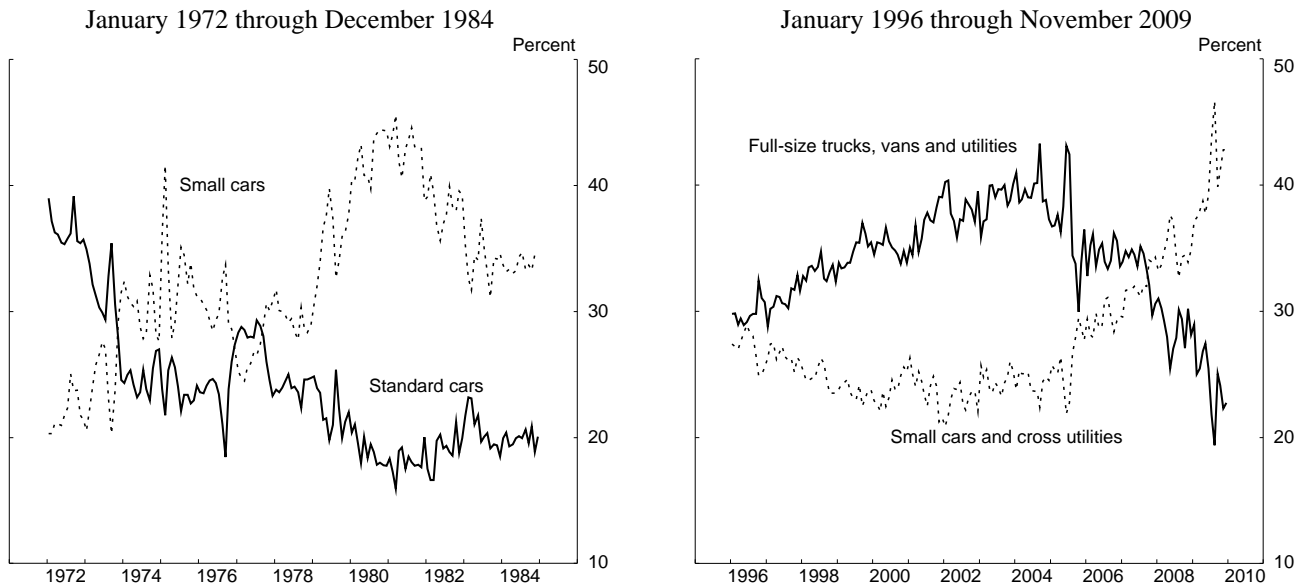 January 1972 through December 1984
Percent
50
40
30
20
10
Small cars
Standard cars
1972 1974 1976 1978 1980 1982 1984
January 1996 through November 2009
Percent
50
40
30
20
10
Full-size trucks, vans and utilities
Small cars and cross utilities
1996 1998 2000 2002 2004 2006 2008 2010